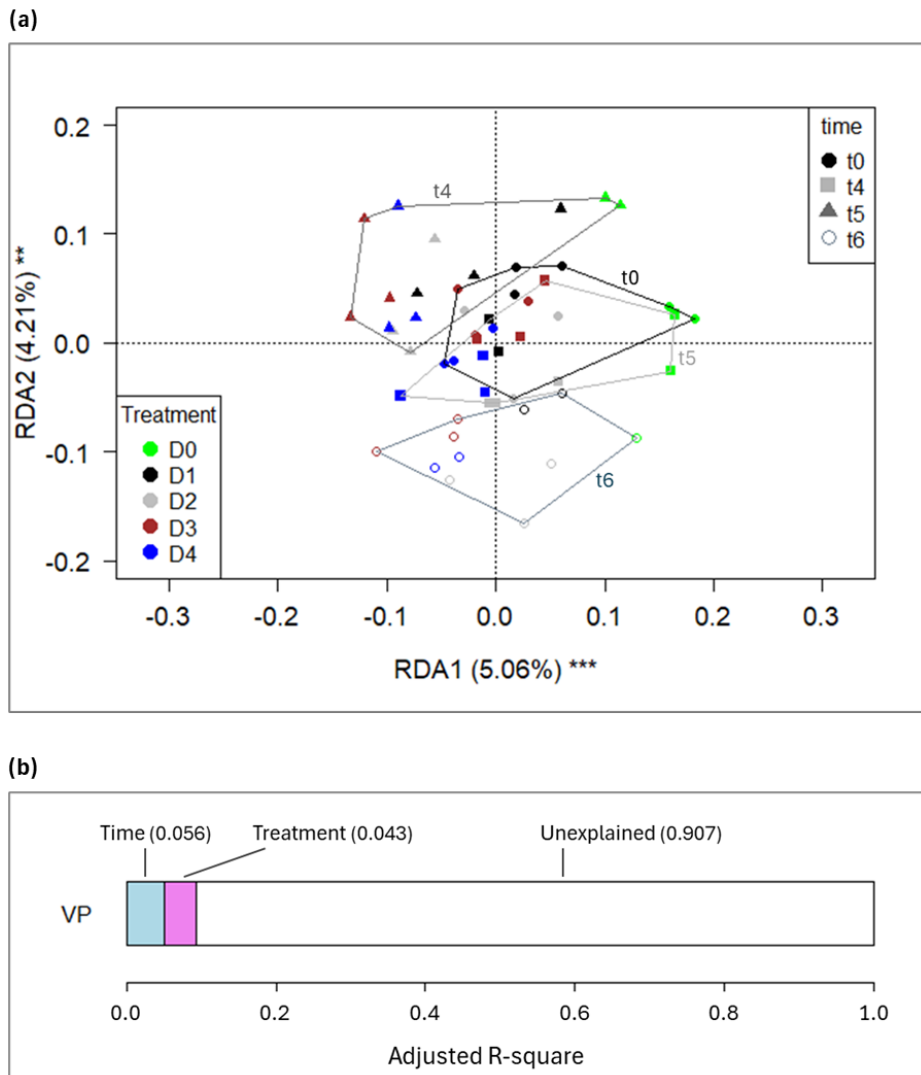 (a)
0.2
0.1
0.0
-0.1
-0.2
RDA2 (4.21%) **
t4
t0
t5
t6
time
t0
t4
t5
t6
Treatment
D0
D1
D2
D3
D4
-0.3 -0.2 -0.1 0.0 0.1 0.2 0.3
RDA1 (5.06%) ***
(b)
Time (0.056) Treatment (0.043) Unexplained (0.907)
VP
0.0 0.2 0.4 0.6 0.8 1.0
Adjusted R-square